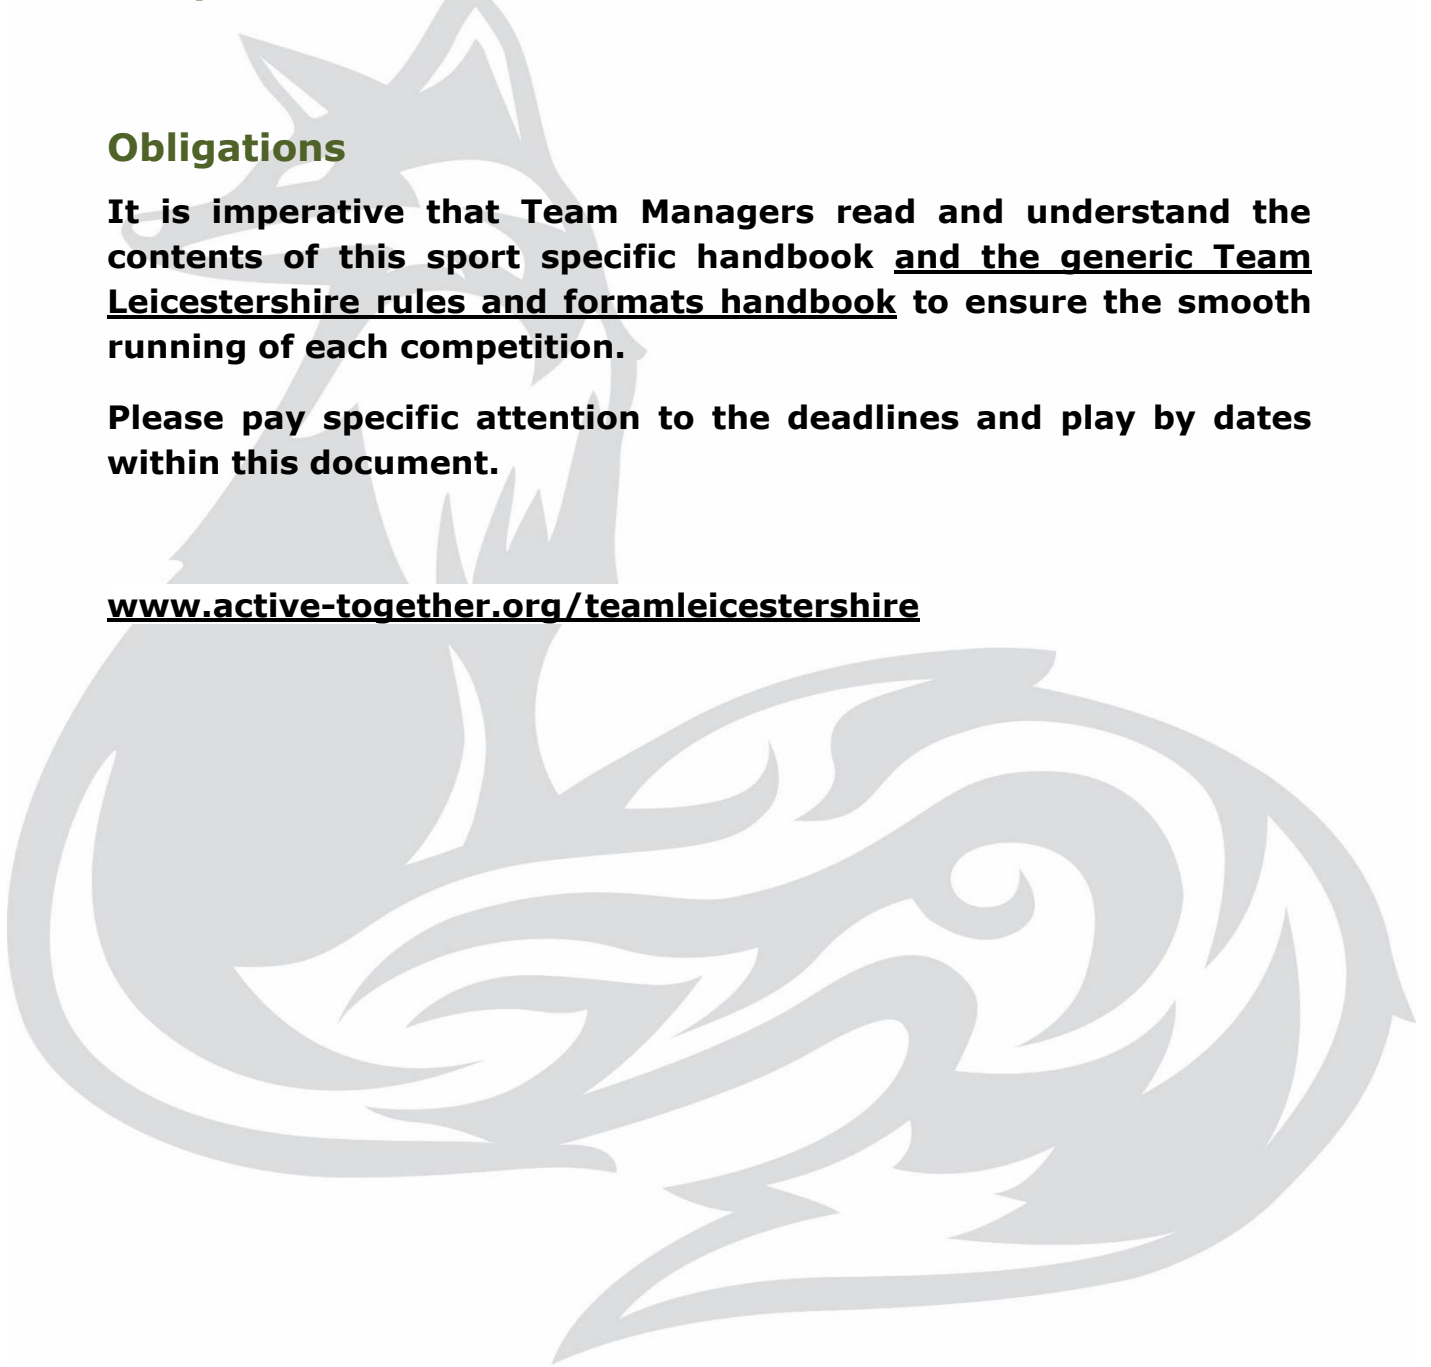 Obligations
It is imperative that Team Managers read and understand the
contents of this sport specific handbook and the generic Team
Leicestershire rules and formats handbook to ensure the smooth
running of each competition.
Please pay specific attention to the deadlines and play by dates
within this document.
www.active-together.org/teamleicestershire